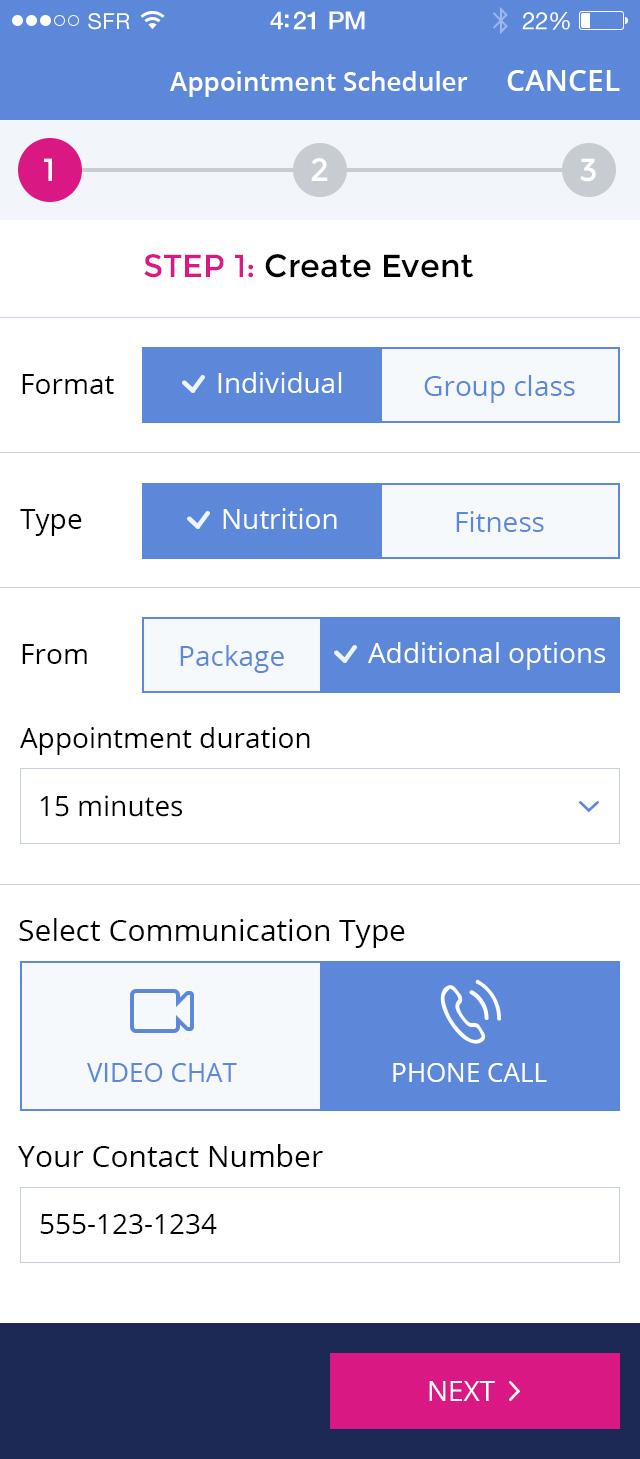 SFR 4:21 PM 22%
Appointment Scheduler CANCEL
1 2 3
STEP 1: Create Event
Format Individual Group class
Type Nutrition Fitness
From Package Additional options
Appointment duration
15 minutes
Select Communication Type
VIDEO CHAT PHONE CALL
Your Contact Number
555-123-1234
NEXT